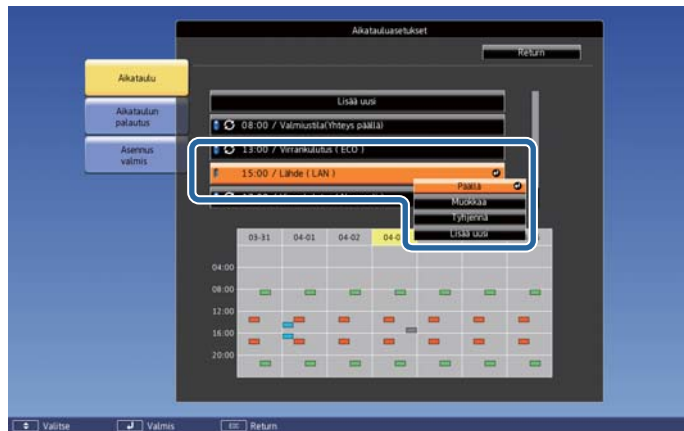 Aikatauluasetukset
Return
Aikataulu
Aikataulun
palautus
Asennus
valmis
Lisää uusi
08:00 / Valmiustila(Yhteys päällä)
13:00 / Virrankulutus ( ECO )
15:00 / Lähde ( LAN )
Päällä
Muokkaa
Tyhjennä
Lisää uusi
03-31 04-01 04-02
04:00
08:00
12:00
16:00
20:00
Valitse
Valmis
Esc Return